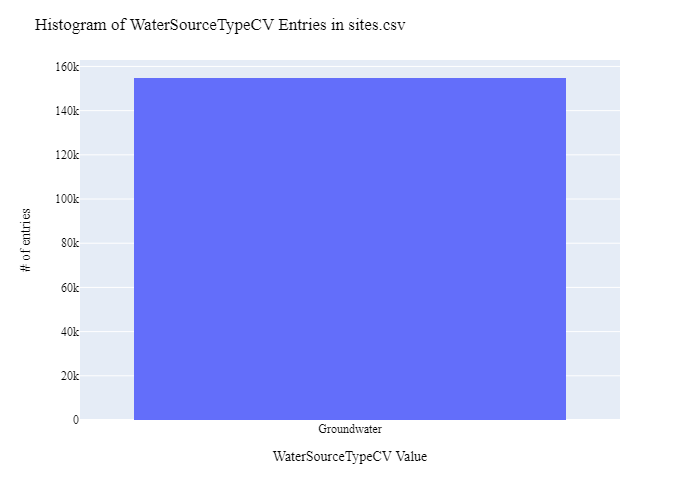 Histogram of WaterSourceTypeCV Entries in sites.csv
160k
140k
120k
100k
80k
60k
40k
20k
0
# of entries
Groundwater
WaterSourceTypeCV Value